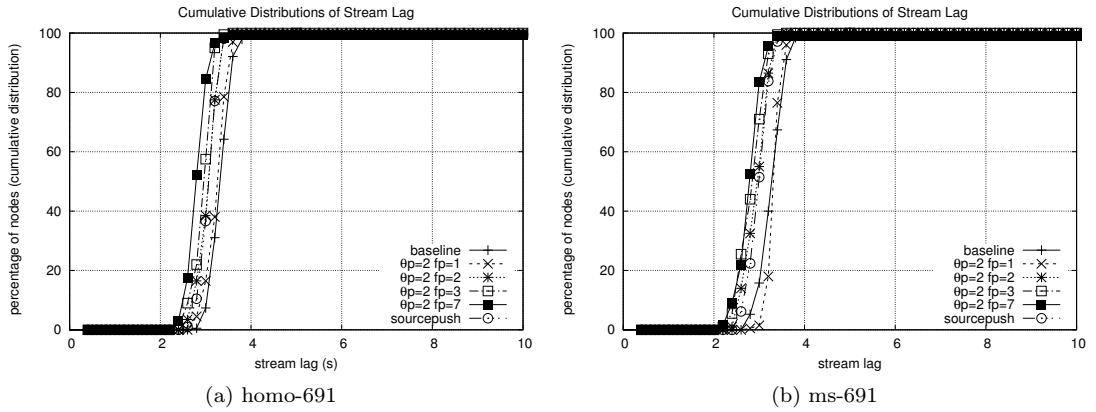 Cumulative Distributions of Stream Lag
percentage of nodes (cumulative distribution)
100
80
60
40
20
0
baseline
θp=2 fp=1
θp=2 fp=2
θp=2 fp=3
θp=2 fp=7
sourcepush
0 2 4 6 8 10
stream lag (s)
(a) homo-691
Cumulative Distributions of Stream Lag
percentage of nodes (cumulative distribution)
100
80
60
40
20
0
baseline
θp=2 fp=1
θp=2 fp=2
θp=2 fp=3
θp=2 fp=7
sourcepush
0 2 4 6 8 10
stream lag
(b) ms-691